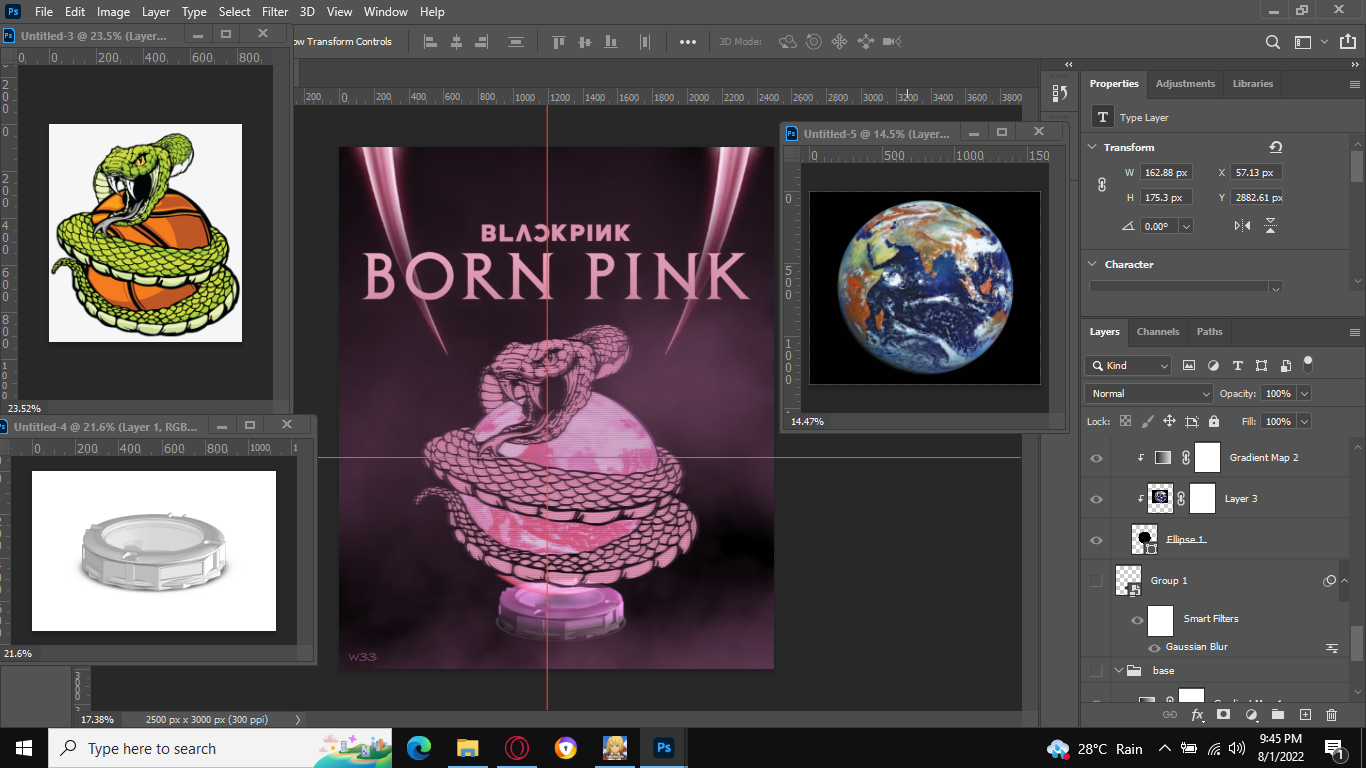 Ps File Edit Image Layer Type Select Filter 3D View Window Help
Untitled-3 @ 23.5% (Layer...
ow Transform Controls
3D Mode:
0 200 400 600 800
200 0 200 400 600 800 1000 1200 1400 1600 1800 2000 2200 2400 2600 2800 3000 3200 3400 3600 3800
Properties Adjustments Libraries
T Type Layer
Transform
W 162.88 px X 57.13 px
H 175.3 px Y 2882.61 px
0.00°
Character
Untitled-5 @ 14.5% (Layer...
0 500 1000 150
14.47%
BLΛƆKPIИK
BORN PINK
W33
23.52%
Untitled-4 @ 21.6% (Layer 1, RGB...
0 200 400 600 800 1000 1
21.6%
Layers Channels Paths
Kind
Normal Opacity: 100%
Lock: Fill: 100%
Gradient Map 2
Layer 3
Ellipse 1
Group 1
Smart Filters
Gaussian Blur
base
17.38% 2500 px x 3000 px (300 ppi)
Type here to search
28°C Rain
9:45 PM
8/1/2022
1